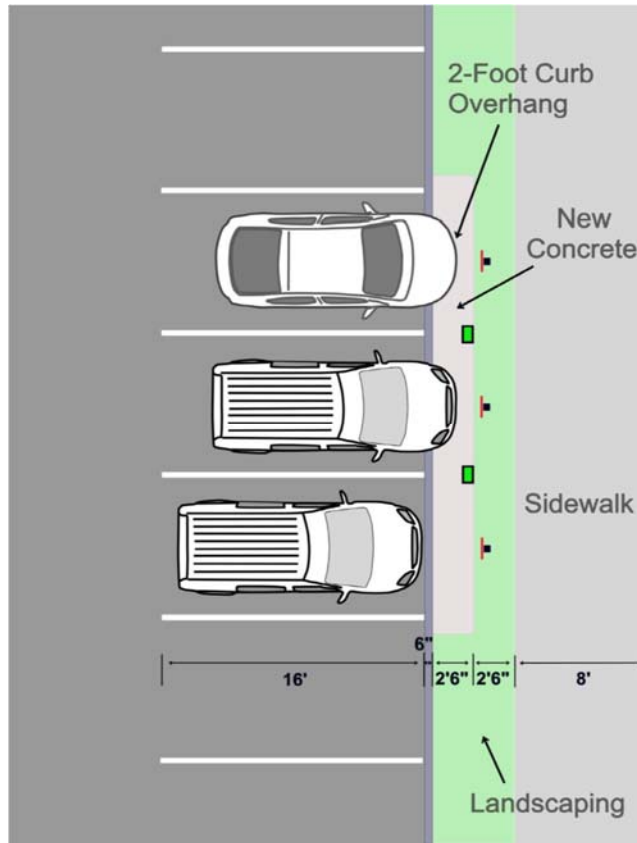 2-Foot Curb
Overhang
New
Concrete
Sidewalk
6"
16'
2'6"
2'6"
8'
Landscaping